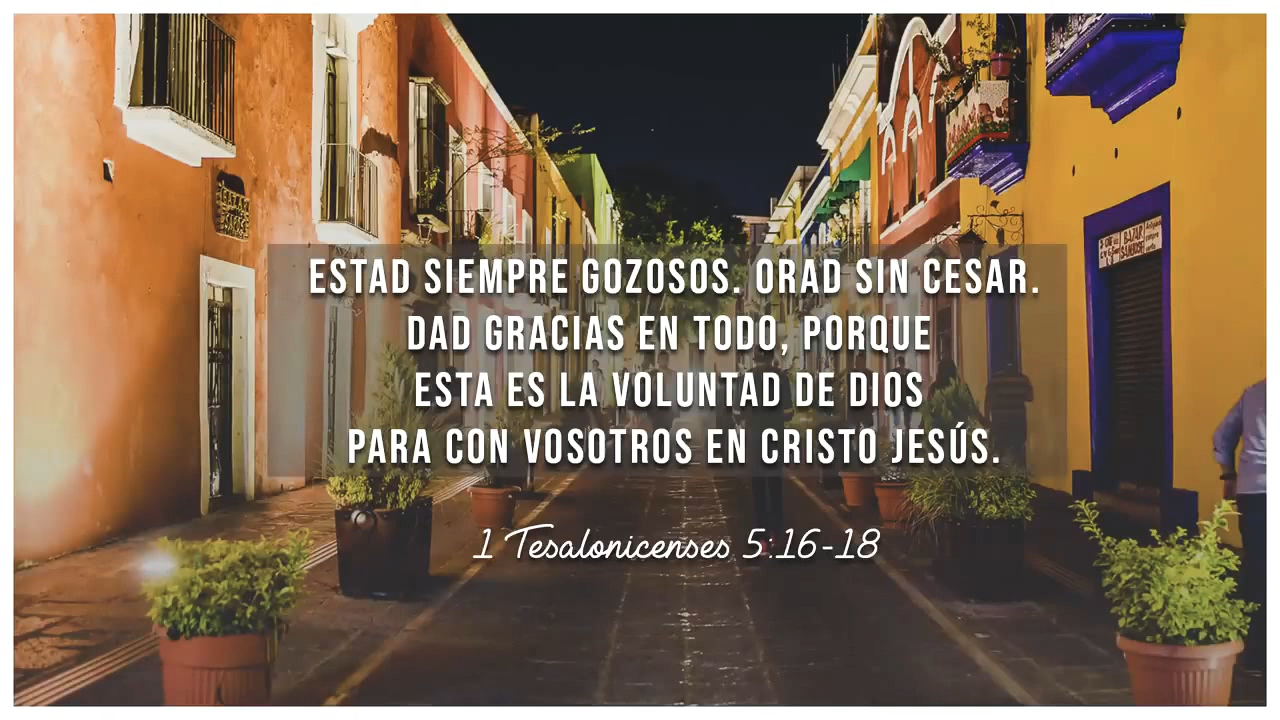 ESTAD SIEMPRE GOZOSOS. ORAD SIN CESAR.
DAD GRACIAS EN TODO, PORQUE
ESTA ES LA VOLUNTAD DE DIOS
PARA CON VOSOTROS EN CRISTO JESÚS.
1 Tesalonicenses 5:16-18
BAZAR